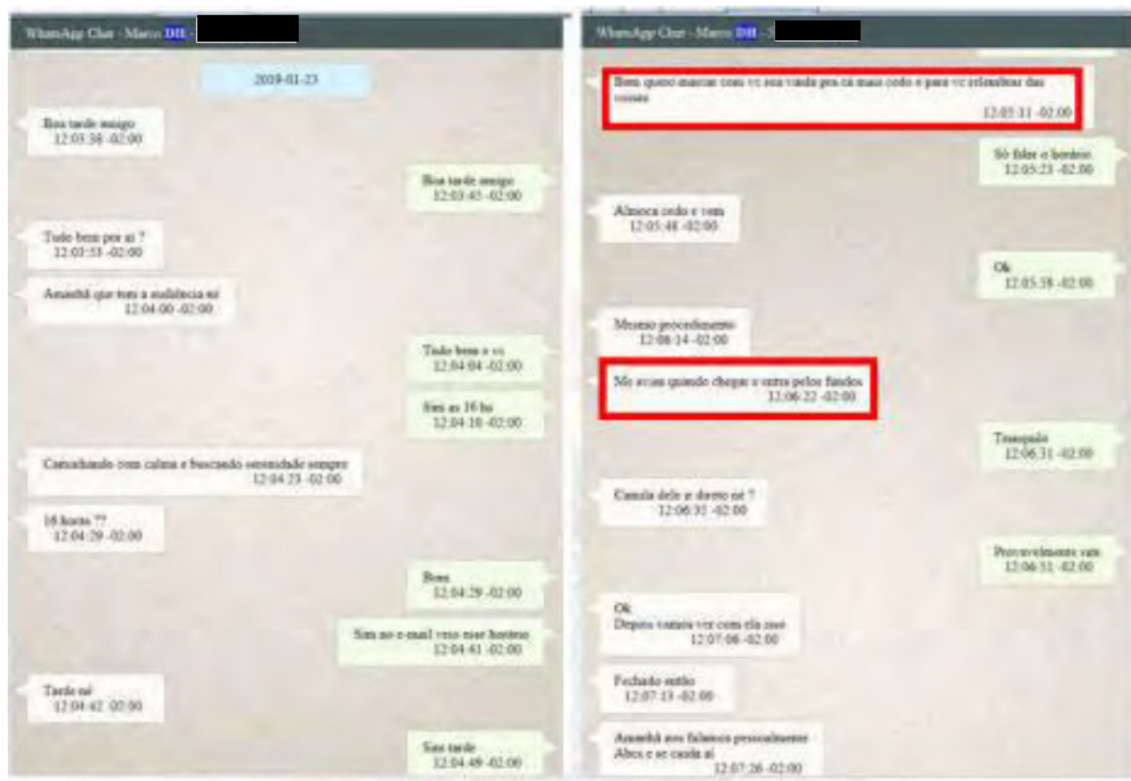 WhatsApp Chat - Marco DH -
2019-01-23
Boa tarde amigo
12:03:38 -02:00
Boa tarde amigo
12:03:45 -02:00
Tudo bem por ai ?
12:03:53 -02:00
Amanhã que tem a audiência né
12:04:00 -02:00
Tudo bem e vc
12:04:04 -02:00
Sim as 16 hs
12:04:18 -02:00
Caminhando com calma e buscando serenidade sempre
12:04:23 -02:00
16 horas ??
12:04:29 -02:00
Bom
12:04:29 -02:00
Sim no e-mail veio esse horário
12:04:41 -02:00
Tarde né
12:04:42 -02:00
Sim tarde
12:04:49 -02:00
WhatsApp Chat - Marco DH -
Bom quero marcar com vc sua vinda pra cá mais cedo e para vc relembrar das
coisas
12:05:11 -02:00
Só falar o horário
12:05:23 -02:00
Almoca cedo e vem
12:05:48 -02:00
Ok
12:05:58 -02:00
Mesmo procedimento
12:06:14 -02:00
Me avisa quando chegar e entra pelos fundos
12:06:22 -02:00
Tranquilo
12:06:31 -02:00
Camila dele ir direto né ?
12:06:35 -02:00
Provavelmente sim
12:06:51 -02:00
Ok
Depois vamos ver com ela isso
12:07:06 -02:00
Fechado então
12:07:13 -02:00
Amanhã nos falamos pessoalmente
Abcs e se cuida ai
12:07:26 -02:00